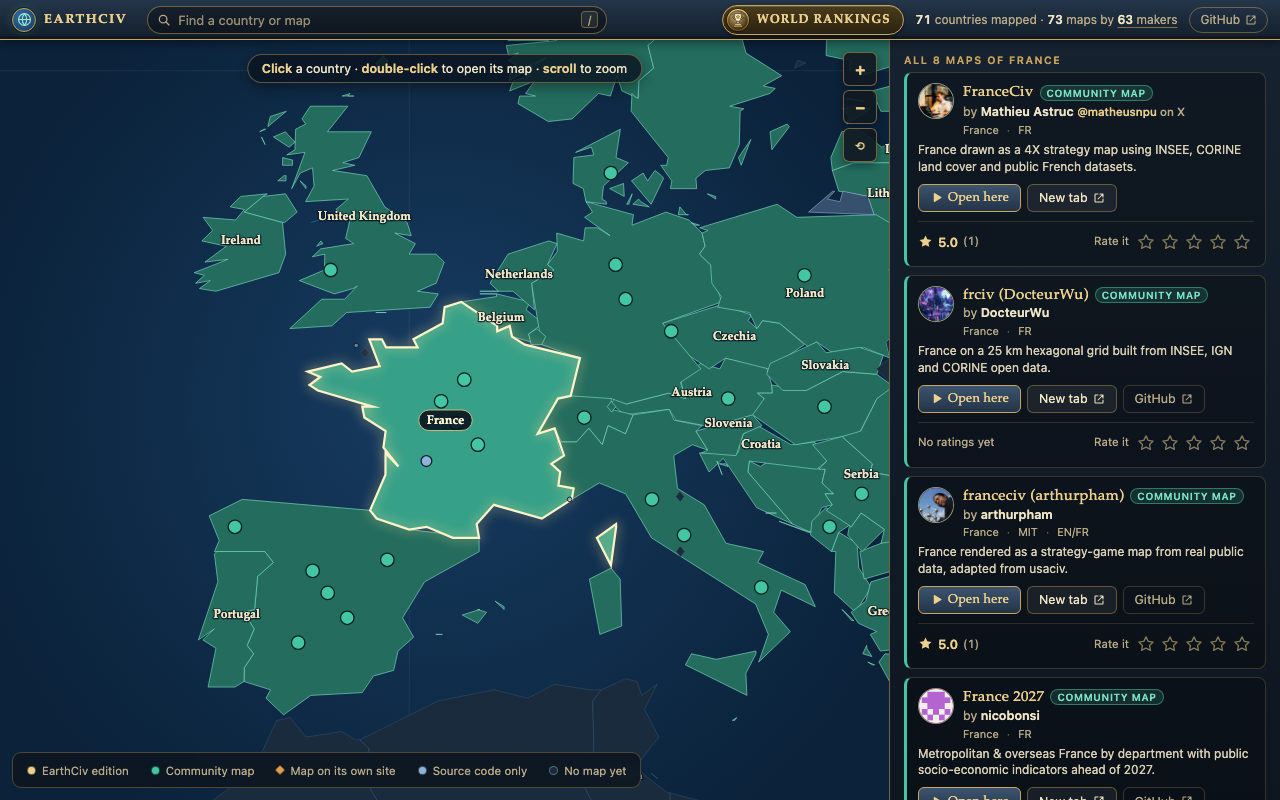 EARTHCIV
Find a country or map
/
WORLD RANKINGS
71 countries mapped · 73 maps by 63 makers
GitHub
Click a country · double-click to open its map · scroll to zoom
+
−
Lith
United Kingdom
Ireland
Netherlands
Poland
Belgium
Czechia
Slovakia
Austria
France
Slovenia
Croatia
Serbia
Portugal
Gre
EarthCiv edition
Community map
Map on its own site
Source code only
No map yet
ALL 8 MAPS OF FRANCE
FranceCiv COMMUNITY MAP
by Mathieu Astruc @matheusnpu on X
France · FR
France drawn as a 4X strategy map using INSEE, CORINE
land cover and public French datasets.
Open here New tab
5.0 (1) Rate it
frciv (DocteurWu) COMMUNITY MAP
by DocteurWu
France · FR
France on a 25 km hexagonal grid built from INSEE, IGN
and CORINE open data.
Open here New tab GitHub
No ratings yet Rate it
franceciv (arthurpham) COMMUNITY MAP
by arthurpham
France · MIT · EN/FR
France rendered as a strategy-game map from real public
data, adapted from usaciv.
Open here New tab GitHub
5.0 (1) Rate it
France 2027 COMMUNITY MAP
by nicobonsi
France · FR
Metropolitan & overseas France by department with public
socio-economic indicators ahead of 2027.
Open here New tab GitHub